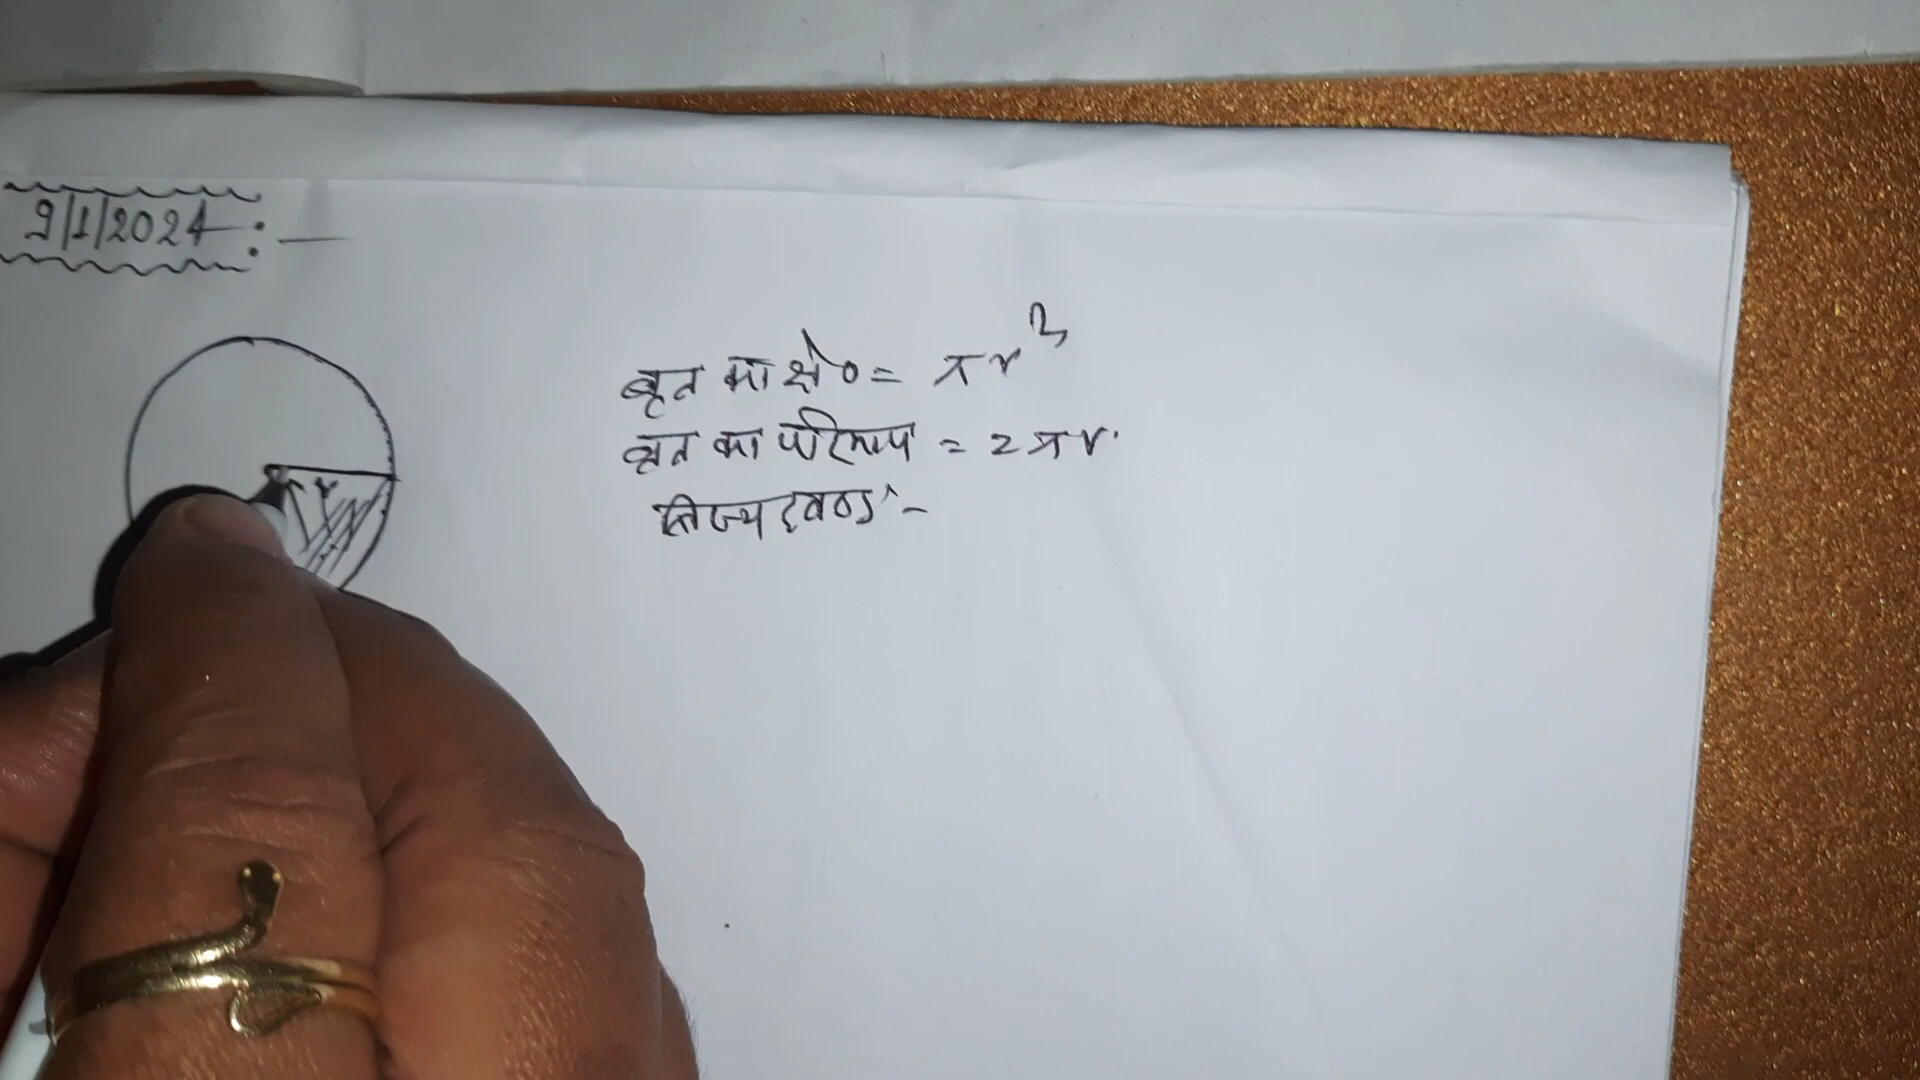 9/1/2024 : —
वृत का क्षे० = πr²
वृत का परिमाप = 2πr.
त्रिज्यखण्ड :-
r